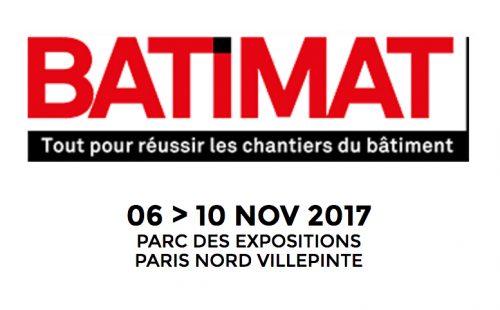 BATIMAT
Tout pour réussir les chantiers du bâtiment
06 > 10 NOV 2017
PARC DES EXPOSITIONS
PARIS NORD VILLEPINTE